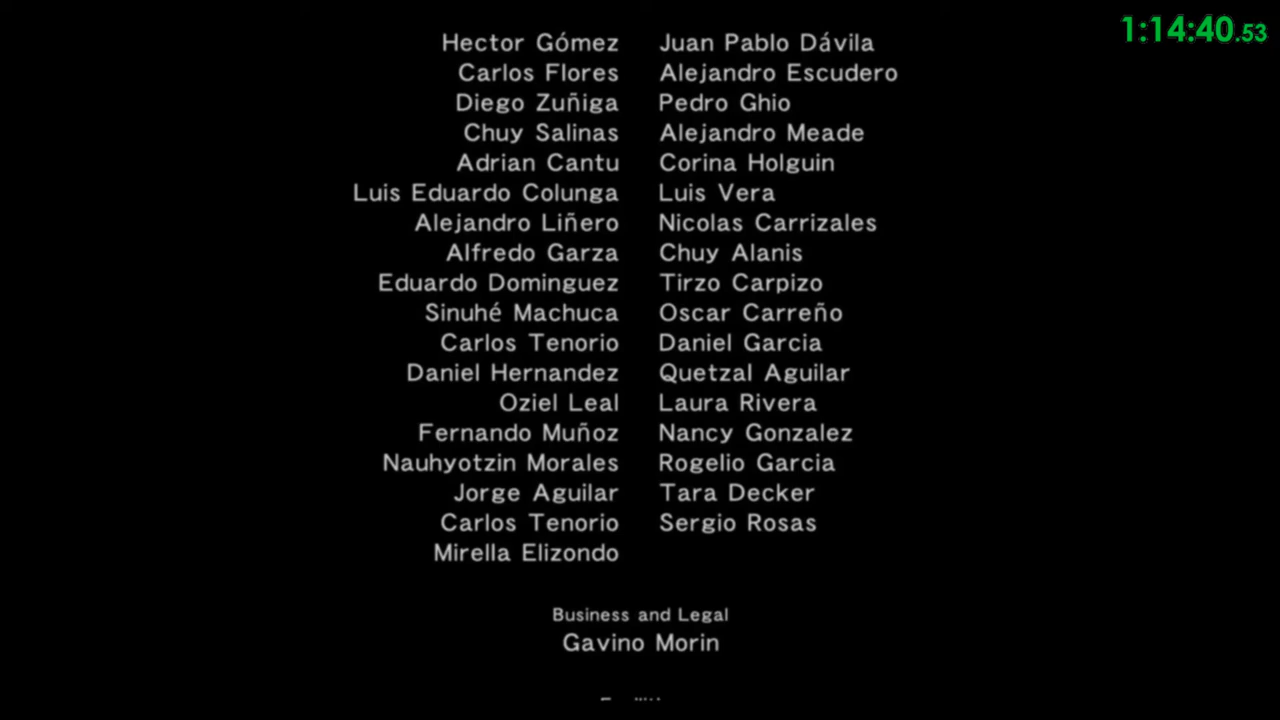 1:14:40.53
Hector Gómez Juan Pablo Dávila
Carlos Flores Alejandro Escudero
Diego Zuñiga Pedro Ghio
Chuy Salinas Alejandro Meade
Adrian Cantu Corina Holguin
Luis Eduardo Colunga Luis Vera
Alejandro Liñero Nicolas Carrizales
Alfredo Garza Chuy Alanis
Eduardo Dominguez Tirzo Carpizo
Sinuhé Machuca Oscar Carreño
Carlos Tenorio Daniel Garcia
Daniel Hernandez Quetzal Aguilar
Oziel Leal Laura Rivera
Fernando Muñoz Nancy Gonzalez
Nauhyotzin Morales Rogelio Garcia
Jorge Aguilar Tara Decker
Carlos Tenorio Sergio Rosas
Mirella Elizondo
Business and Legal
Gavino Morin